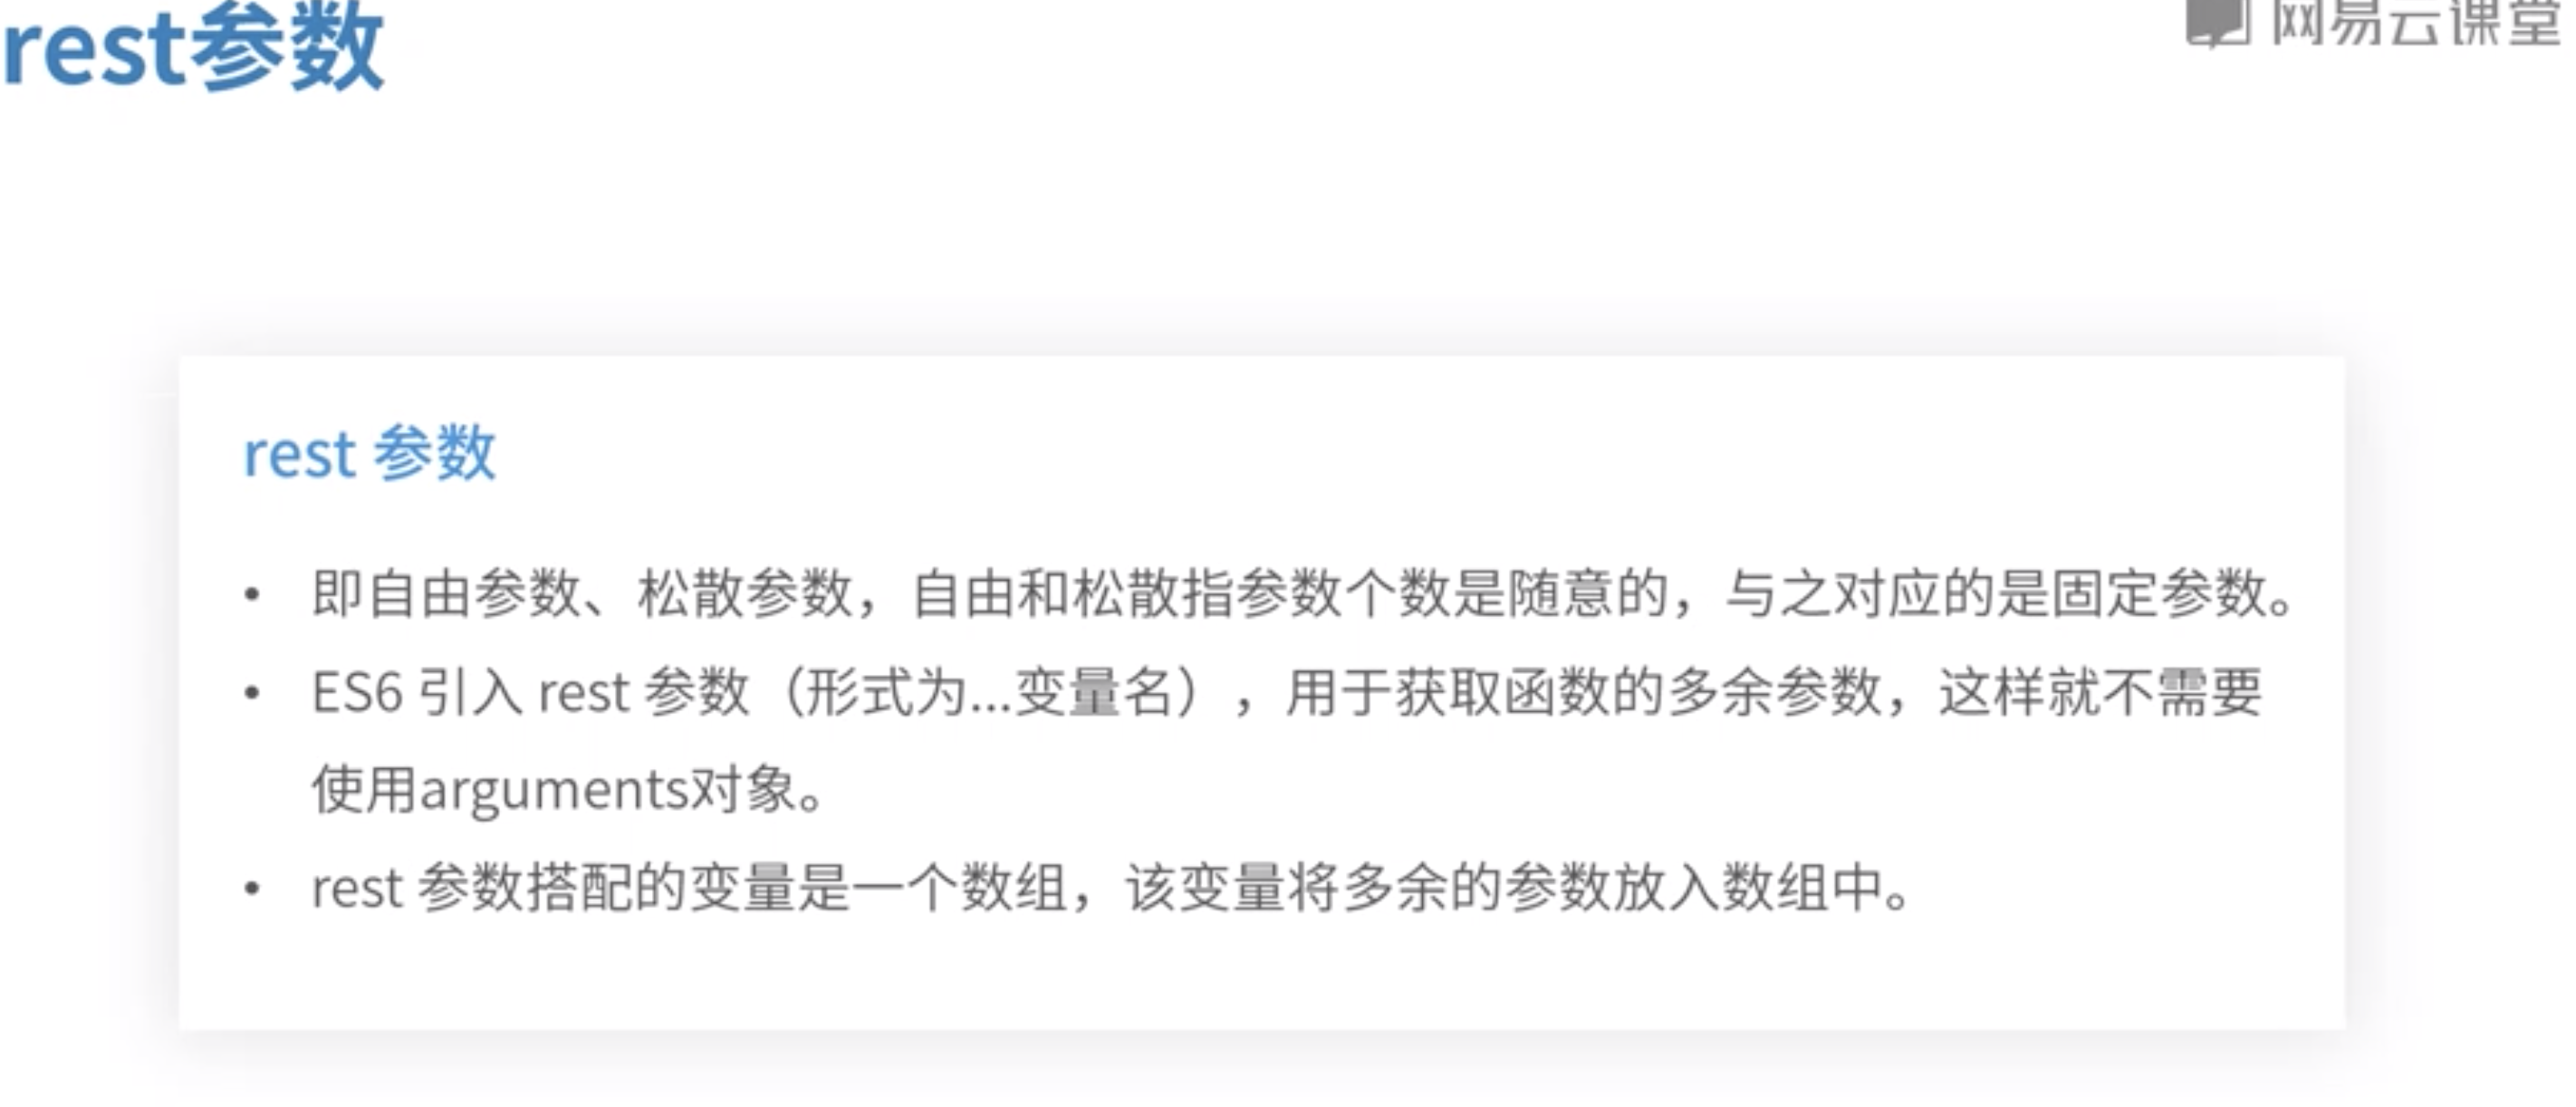 rest参数
网易云课堂
rest 参数
• 即自由参数、松散参数，自由和松散指参数个数是随意的，与之对应的是固定参数。
• ES6 引入 rest 参数（形式为...变量名），用于获取函数的多余参数，这样就不需要
使用arguments对象。
• rest 参数搭配的变量是一个数组，该变量将多余的参数放入数组中。